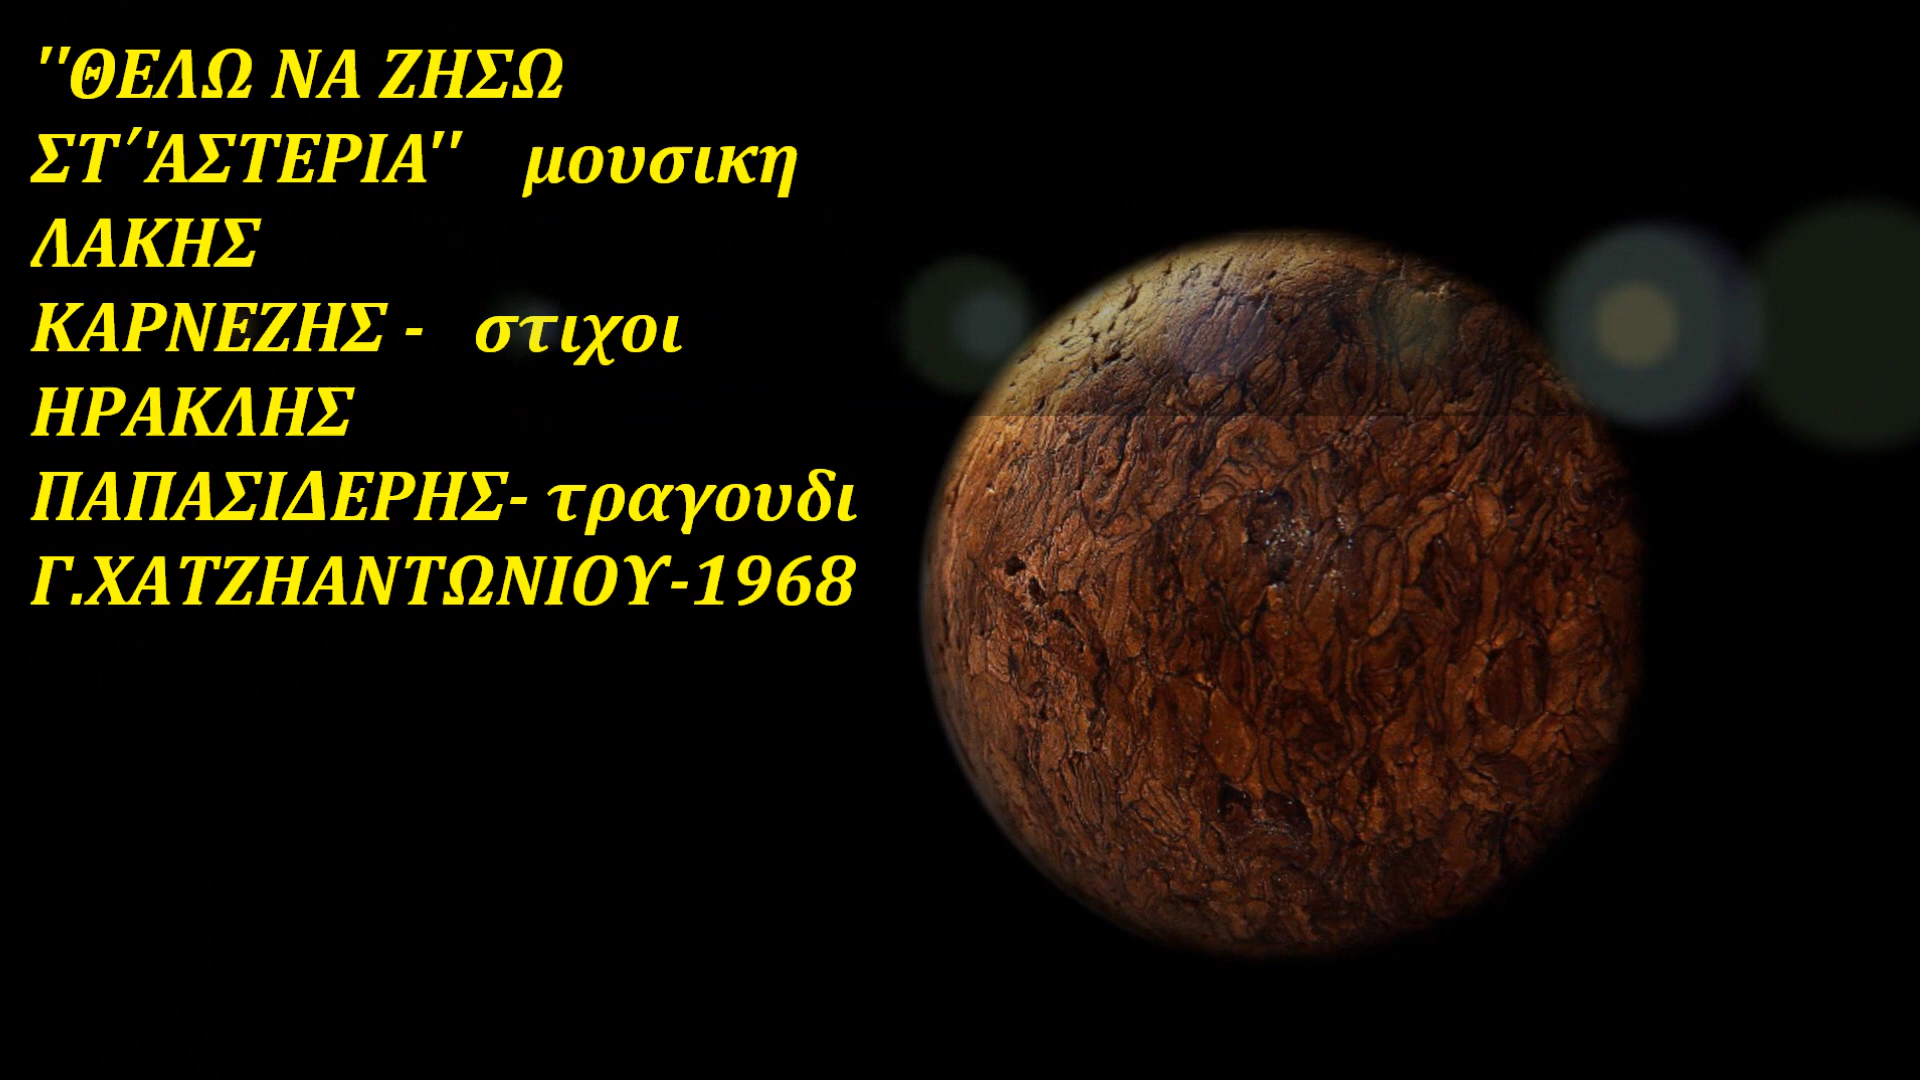 "ΘΕΛΩ ΝΑ ΖΗΣΩ
ΣΤ΄'ΑΣΤΕΡΙΑ" μουσικη
ΛΑΚΗΣ
ΚΑΡΝΕΖΗΣ - στιχοι
ΗΡΑΚΛΗΣ
ΠΑΠΑΣΙΔΕΡΗΣ- τραγουδι
Γ.ΧΑΤΖΗΑΝΤΩΝΙΟΥ-1968